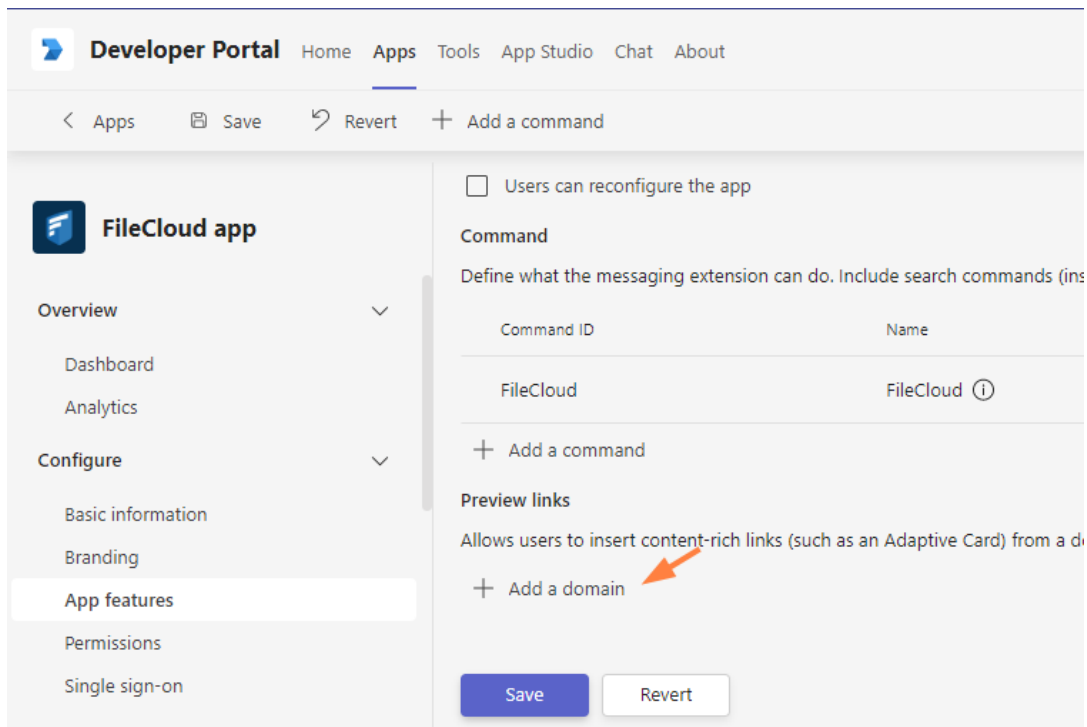 Developer Portal Home Apps Tools App Studio Chat About
Apps Save Revert Add a command
FileCloud app
Overview
Dashboard
Analytics
Configure
Basic information
Branding
App features
Permissions
Single sign-on
Users can reconfigure the app
Command
Define what the messaging extension can do. Include search commands (ins
Command ID Name
FileCloud FileCloud
Add a command
Preview links
Allows users to insert content-rich links (such as an Adaptive Card) from a d
Add a domain
Save Revert